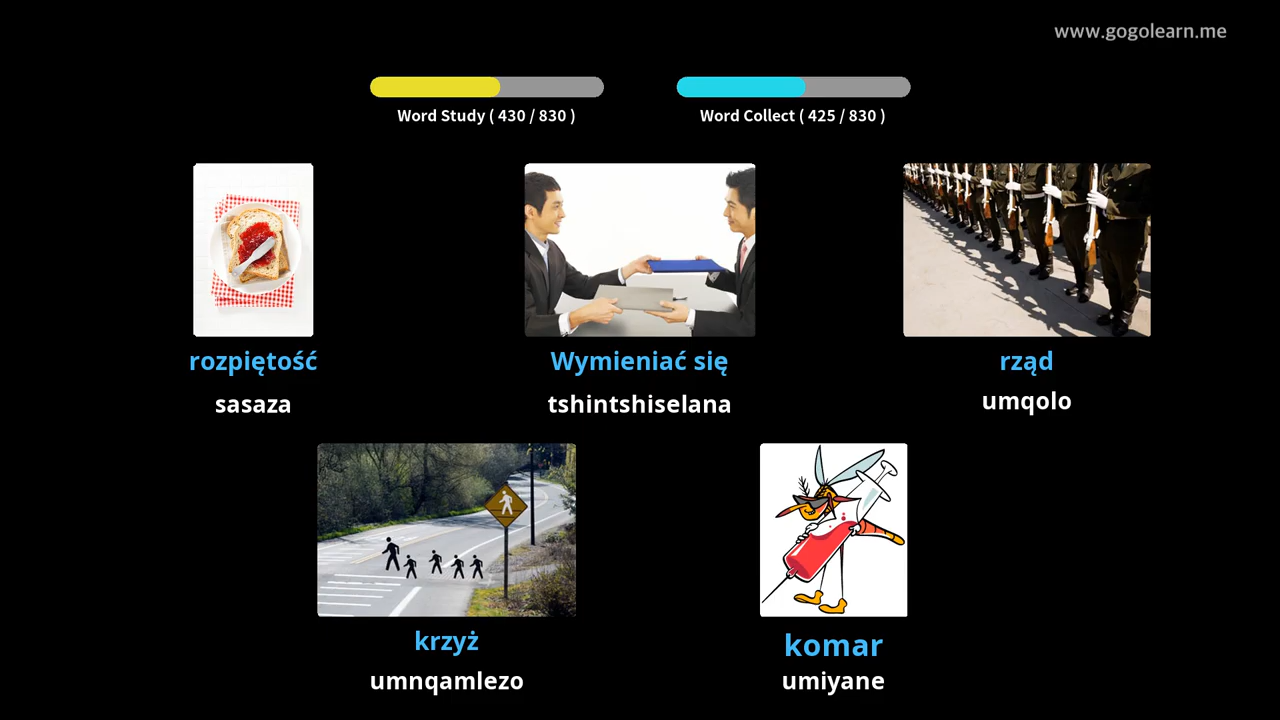 www.gogolearn.me
Word Study ( 430 / 830 )
Word Collect ( 425 / 830 )
rozpiętość
sasaza
Wymieniać się
tshintshiselana
rząd
umqolo
krzyż
umnqamlezo
komar
umiyane